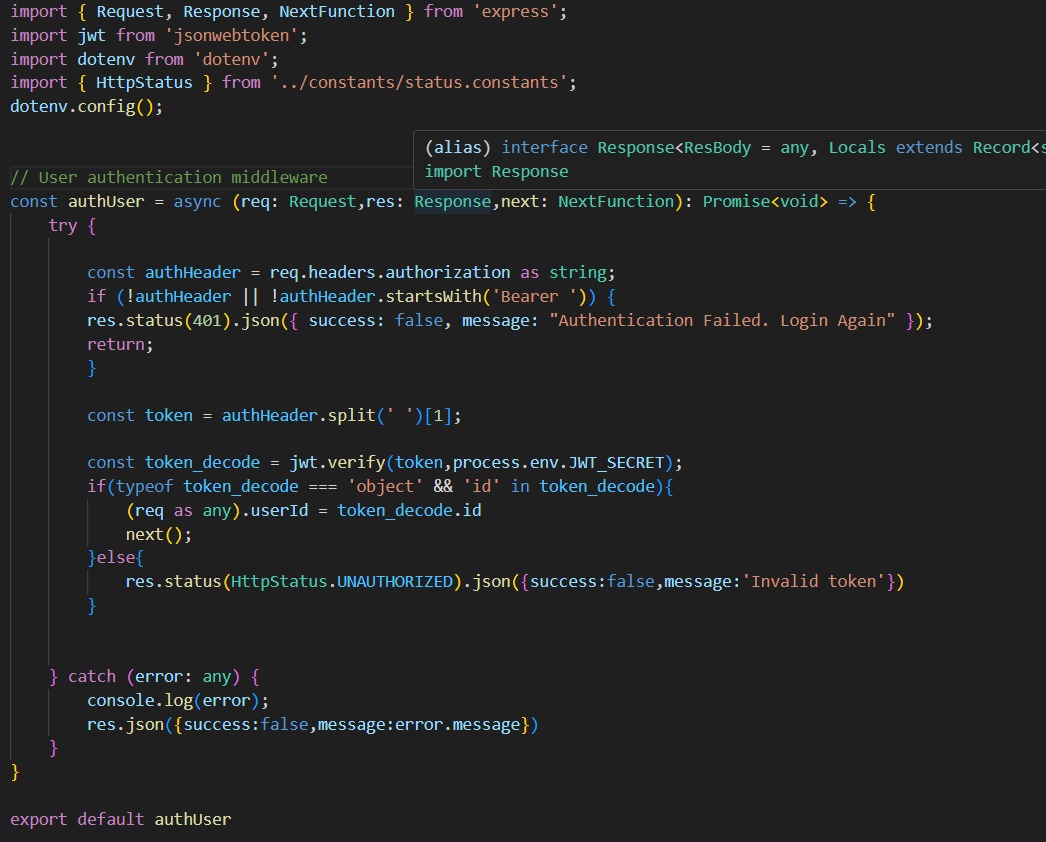 import { Request, Response, NextFunction } from 'express';
import jwt from 'jsonwebtoken';
import dotenv from 'dotenv';
import { HttpStatus } from '../constants/status.constants';
dotenv.config();
(alias) interface Response<ResBody = any, Locals extends Record<s
import Response
// User authentication middleware
const authUser = async (req: Request,res: Response,next: NextFunction): Promise<void> => {
try {
const authHeader = req.headers.authorization as string;
if (!authHeader || !authHeader.startsWith('Bearer ')) {
res.status(401).json({ success: false, message: "Authentication Failed. Login Again" });
return;
}
const token = authHeader.split(' ')[1];
const token_decode = jwt.verify(token,process.env.JWT_SECRET);
if(typeof token_decode === 'object' && 'id' in token_decode){
(req as any).userId = token_decode.id
next();
}else{
res.status(HttpStatus.UNAUTHORIZED).json({success:false,message:'Invalid token'})
}
} catch (error: any) {
console.log(error);
res.json({success:false,message:error.message})
}
}
export default authUser